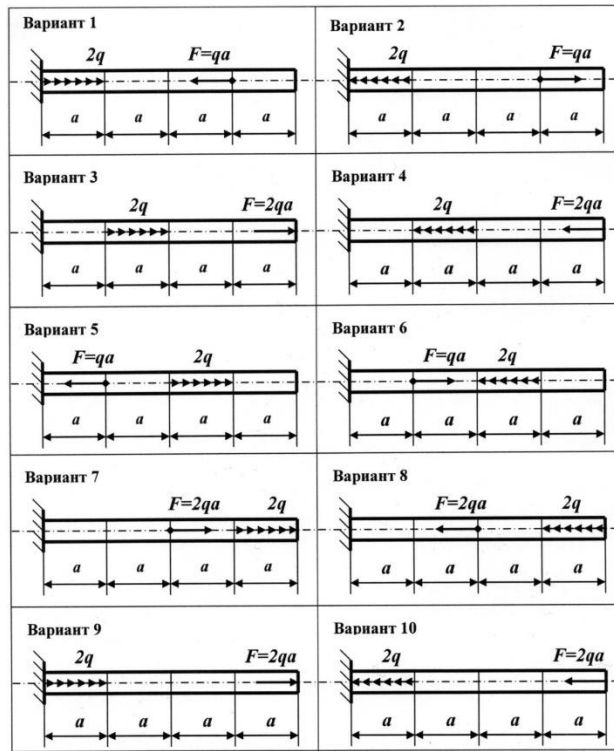 Вариант 1
2q F=qa
a a a a
Вариант 2
2q F=qa
a a a a
Вариант 3
2q F=2qa
a a a a
Вариант 4
2q F=2qa
a a a a
Вариант 5
F=qa 2q
a a a a
Вариант 6
F=qa 2q
a a a a
Вариант 7
F=2qa 2q
a a a a
Вариант 8
F=2qa 2q
a a a a
Вариант 9
2q F=2qa
a a a a
Вариант 10
2q F=2qa
a a a a